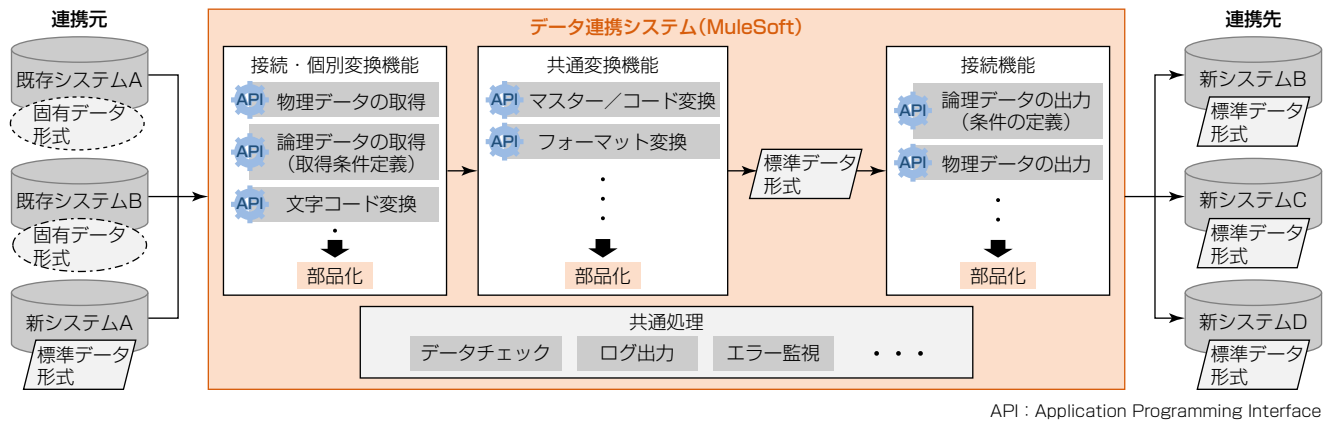 連携元
既存システムA
固有データ
形式
既存システムB
固有データ
形式
新システムA
標準データ
形式
データ連携システム(MuleSoft)
接続・個別変換機能
API 物理データの取得
API 論理データの取得
(取得条件定義)
API 文字コード変換
部品化
共通変換機能
API マスター/コード変換
API フォーマット変換
部品化
標準データ
形式
接続機能
API 論理データの出力
(条件の定義)
API 物理データの出力
部品化
共通処理
データチェック
ログ出力
エラー監視
・・・
連携先
新システムB
標準データ
形式
新システムC
標準データ
形式
新システムD
標準データ
形式
API:Application Programming Interface